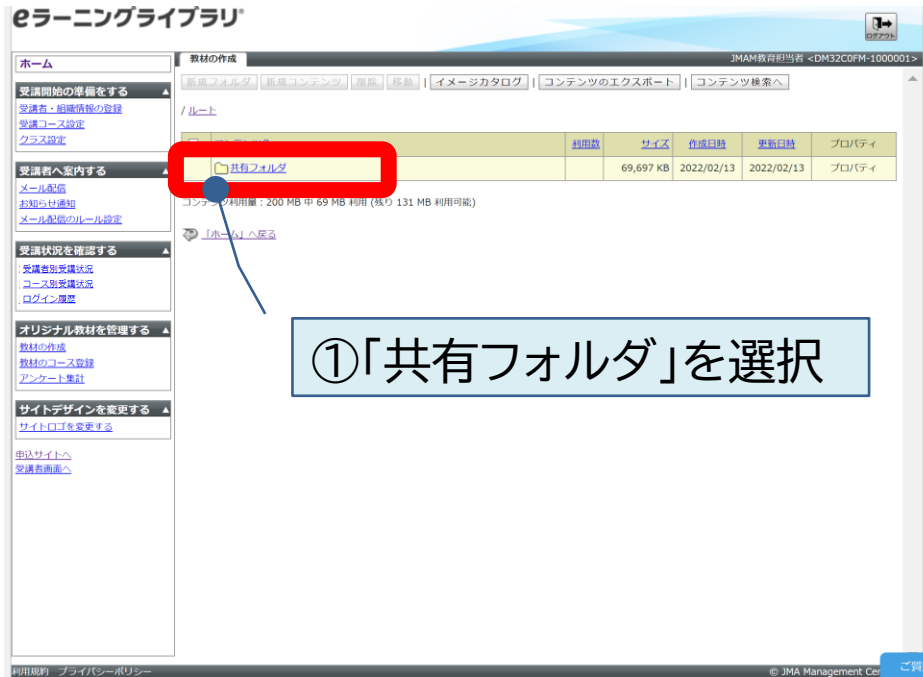 eラーニングライブラリ®
ログアウト
ホーム
教材の作成
JMAM教育担当者 <DM32C0FM-1000001>
新規フォルダ 新規コンテンツ 削除 移動 | イメージカタログ | コンテンツのエクスポート | コンテンツ検索へ
/ ルート
利用数 サイズ 作成日時 更新日時 プロパティ
共有フォルダ 69,697 KB 2022/02/13 2022/02/13 プロパティ
コンテンツ利用量 : 200 MB 中 69 MB 利用 (残り 131 MB 利用可能)
「ホーム」へ戻る
①「共有フォルダ」を選択
受講開始の準備をする ▲
受講者・組織情報の登録
受講コース設定
クラス設定
受講者へ案内する ▲
メール配信
お知らせ通知
メール配信のルール設定
受講状況を確認する ▲
受講者別受講状況
コース別受講状況
ログイン履歴
オリジナル教材を管理する ▲
教材の作成
教材のコース登録
アンケート集計
サイトデザインを変更する ▲
サイトロゴを変更する
申込サイトへ
受講者画面へ
利用規約 プライバシーポリシー
© JMA Management Cen
ご質